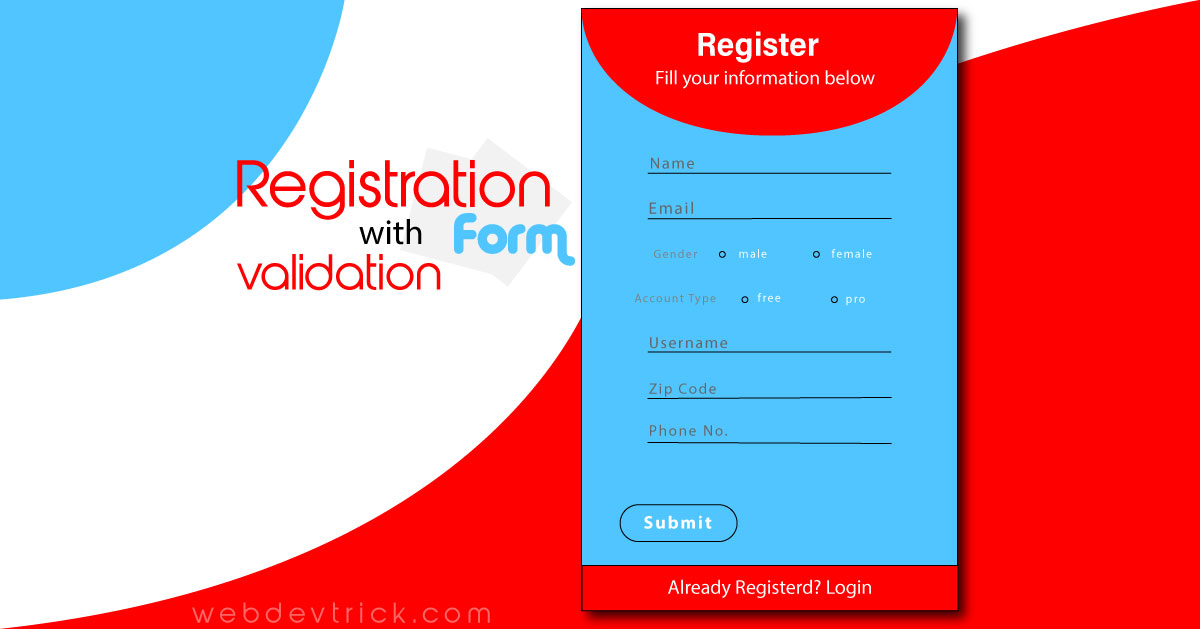 Registration
with Form
validation
webdevtrick.com
Register
Fill your information below
Name
Email
Gender male female
Account Type free pro
Username
Zip Code
Phone No.
Submit
Already Registerd? Login